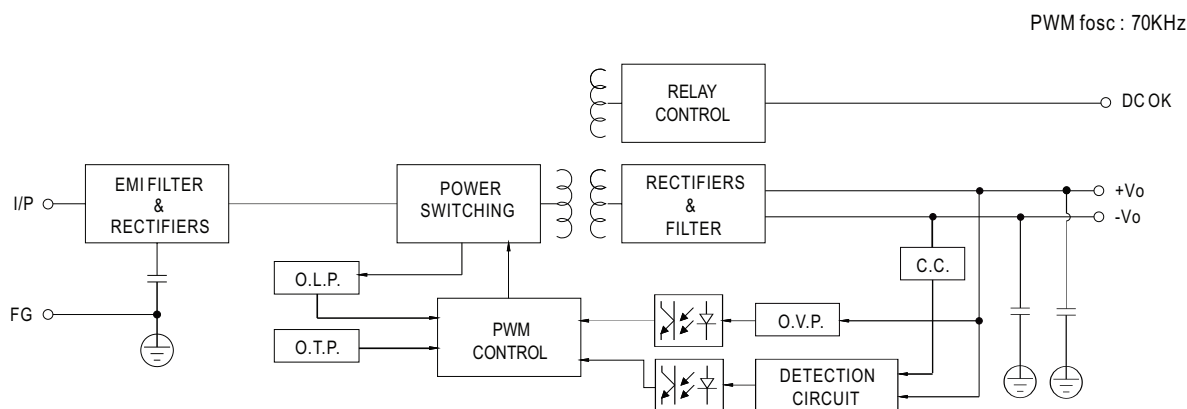 PWM fosc : 70KHz
RELAY
CONTROL
DC OK
I/P
EMI FILTER
&
RECTIFIERS
POWER
SWITCHING
RECTIFIERS
&
FILTER
+Vo
-Vo
C.C.
O.L.P.
FG
PWM
CONTROL
O.V.P.
O.T.P.
DETECTION
CIRCUIT